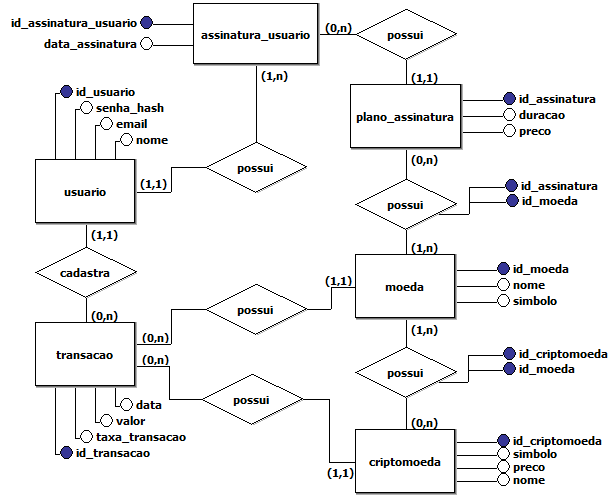 id_assinatura_usuario
data_assinatura
assinatura_usuario
(0,n)
possui
(1,n)
(1,1)
id_usuario
senha_hash
email
nome
plano_assinatura
id_assinatura
duracao
preco
usuario
(1,1)
possui
(0,n)
possui
id_assinatura
id_moeda
(1,1)
cadastra
(1,n)
(0,n)
possui
(1,1)
moeda
id_moeda
nome
simbolo
transacao
(0,n)
(0,n)
(1,n)
possui
id_criptomoeda
id_moeda
data
valor
taxa_transacao
id_transacao
possui
(0,n)
(1,1)
criptomoeda
id_criptomoeda
simbolo
preco
nome